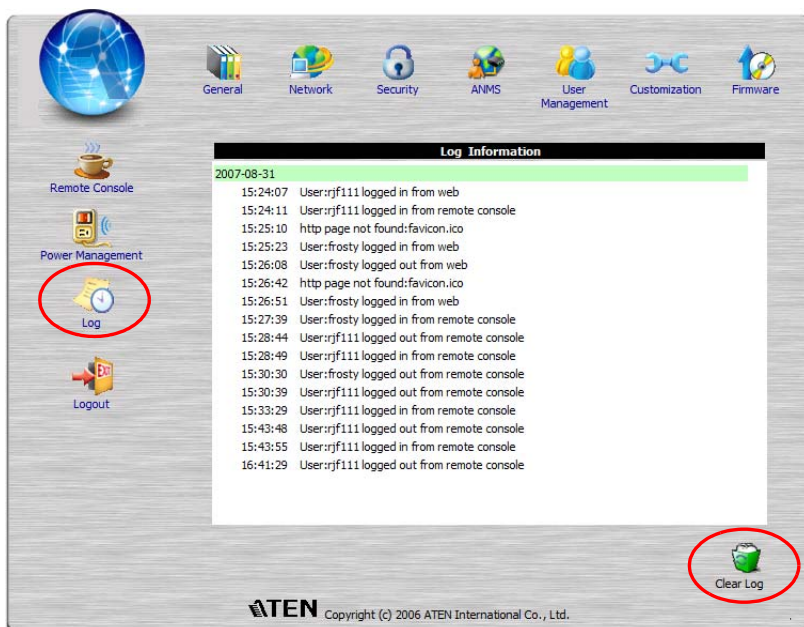 General
Network
Security
ANMS
User
Management
Customization
Firmware
Remote Console
Power Management
Log
EXIT
Logout
Log Information
2007-08-31
15:24:07 User:rjf111 logged in from web
15:24:11 User:rjf111 logged in from remote console
15:25:10 http page not found:favicon.ico
15:25:23 User:frosty logged in from web
15:26:08 User:frosty logged out from web
15:26:42 http page not found:favicon.ico
15:26:51 User:frosty logged in from web
15:27:39 User:frosty logged in from remote console
15:28:44 User:rjf111 logged out from remote console
15:28:49 User:rjf111 logged in from remote console
15:30:30 User:frosty logged out from remote console
15:30:39 User:rjf111 logged out from remote console
15:33:29 User:rjf111 logged in from remote console
15:43:48 User:rjf111 logged out from remote console
15:43:55 User:rjf111 logged in from remote console
16:41:29 User:rjf111 logged out from remote console
Clear Log
ATEN Copyright (c) 2006 ATEN International Co., Ltd.